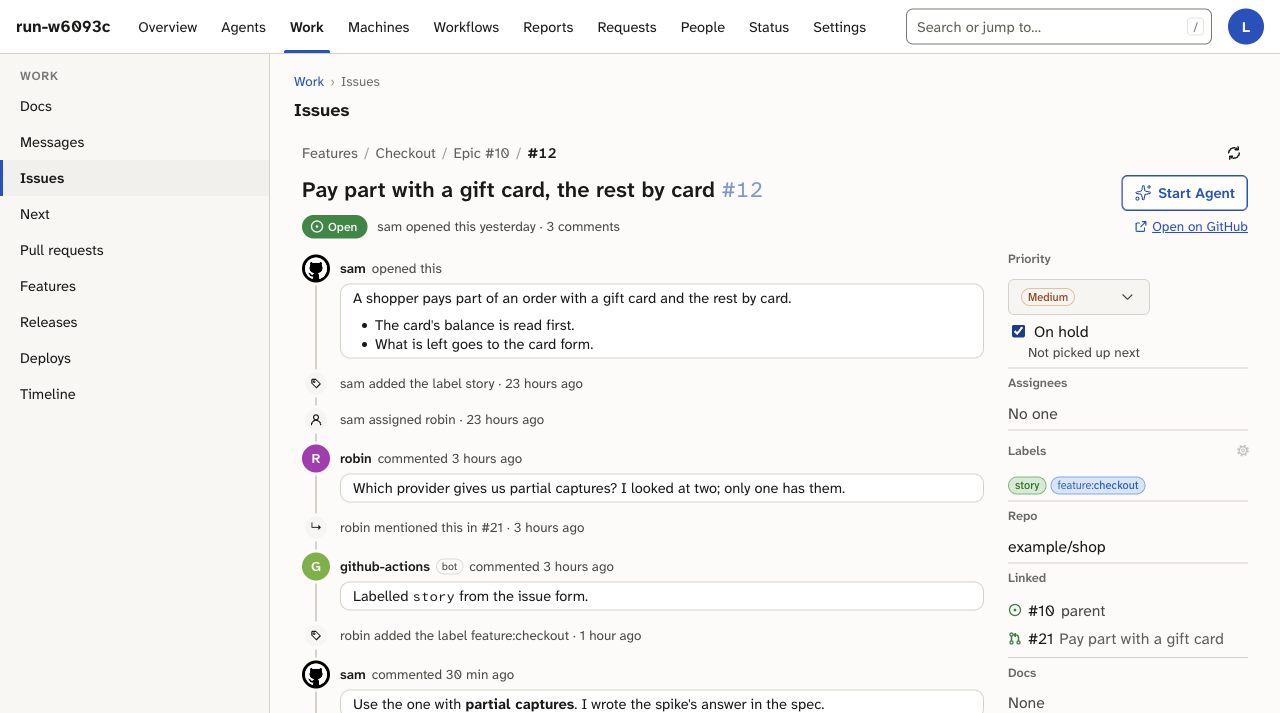 run-w6093c Overview Agents Work Machines Workflows Reports Requests People Status Settings Search or jump to... / L
WORK
Docs
Messages
Issues
Next
Pull requests
Features
Releases
Deploys
Timeline
Work › Issues
Issues
Features / Checkout / Epic #10 / #12
Pay part with a gift card, the rest by card #12
Start Agent
Open sam opened this yesterday · 3 comments
Open on GitHub
sam opened this
A shopper pays part of an order with a gift card and the rest by card.
• The card's balance is read first.
• What is left goes to the card form.
sam added the label story · 23 hours ago
sam assigned robin · 23 hours ago
R robin commented 3 hours ago
Which provider gives us partial captures? I looked at two; only one has them.
robin mentioned this in #21 · 3 hours ago
G github-actions bot commented 3 hours ago
Labelled story from the issue form.
robin added the label feature:checkout · 1 hour ago
sam commented 30 min ago
Use the one with partial captures. I wrote the spike's answer in the spec.
Priority
Medium
On hold
Not picked up next
Assignees
No one
Labels
story feature:checkout
Repo
example/shop
Linked
#10 parent
#21 Pay part with a gift card
Docs
None